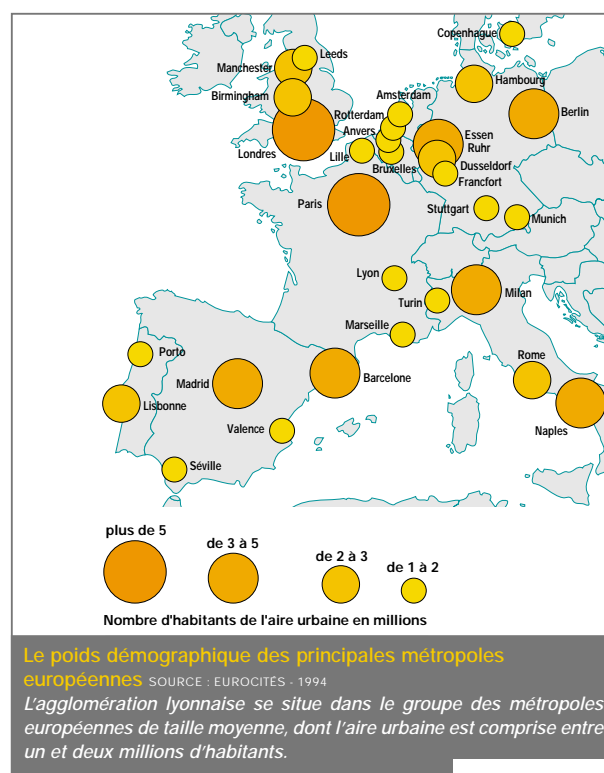 Copenhague
Leeds
Manchester
Hambourg
Birmingham
Amsterdam
Rotterdam
Berlin
Anvers
Essen
Ruhr
Londres
Lille
Bruxelles
Dusseldorf
Francfort
Paris
Stuttgart
Munich
Lyon
Turin
Milan
Marseille
Porto
Rome
Madrid
Barcelone
Lisbonne
Valence
Naples
Séville
plus de 5
de 3 à 5
de 2 à 3
de 1 à 2
Nombre d'habitants de l'aire urbaine en millions
Le poids démographique des principales métropoles
européennes SOURCE : EUROCITÉS - 1994
L'agglomération lyonnaise se situe dans le groupe des métropoles
européennes de taille moyenne, dont l'aire urbaine est comprise entre
un et deux millions d'habitants.